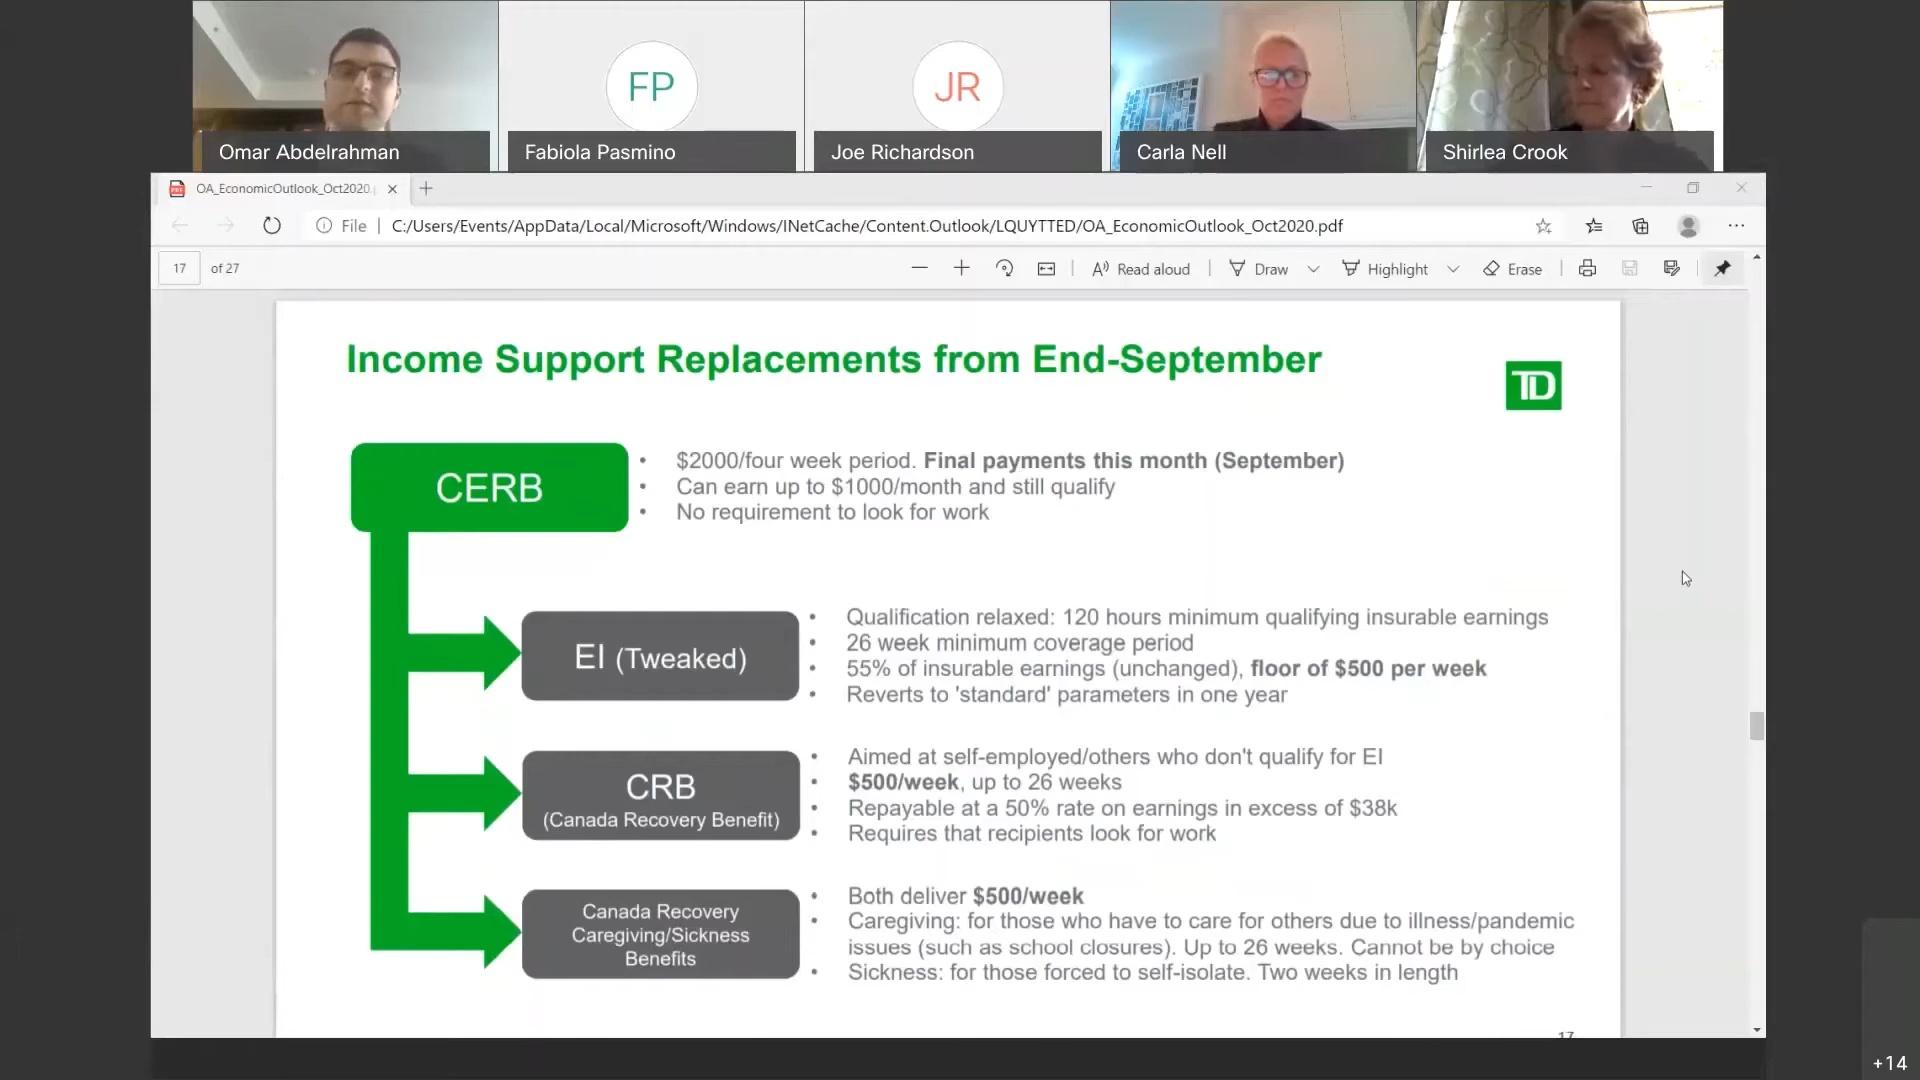 FP
JR
Omar Abdelrahman
Fabiola Pasmino
Joe Richardson
Carla Nell
Shirlea Crook
OA_EconomicOutlook_Oct2020.
File
C:/Users/Events/AppData/Local/Microsoft/Windows/INetCache/Content.Outlook/LQUYTTED/OA_EconomicOutlook_Oct2020.pdf
17 of 27
Read aloud
Draw
Highlight
Erase
Income Support Replacements from End-September
TD
CERB
• $2000/four week period. Final payments this month (September)
• Can earn up to $1000/month and still qualify
• No requirement to look for work
EI (Tweaked)
• Qualification relaxed: 120 hours minimum qualifying insurable earnings
• 26 week minimum coverage period
• 55% of insurable earnings (unchanged), floor of $500 per week
• Reverts to 'standard' parameters in one year
CRB
(Canada Recovery Benefit)
• Aimed at self-employed/others who don't qualify for EI
• $500/week, up to 26 weeks
• Repayable at a 50% rate on earnings in excess of $38k
• Requires that recipients look for work
Canada Recovery
Caregiving/Sickness
Benefits
• Both deliver $500/week
• Caregiving: for those who have to care for others due to illness/pandemic
issues (such as school closures). Up to 26 weeks. Cannot be by choice
• Sickness: for those forced to self-isolate. Two weeks in length
17
+14